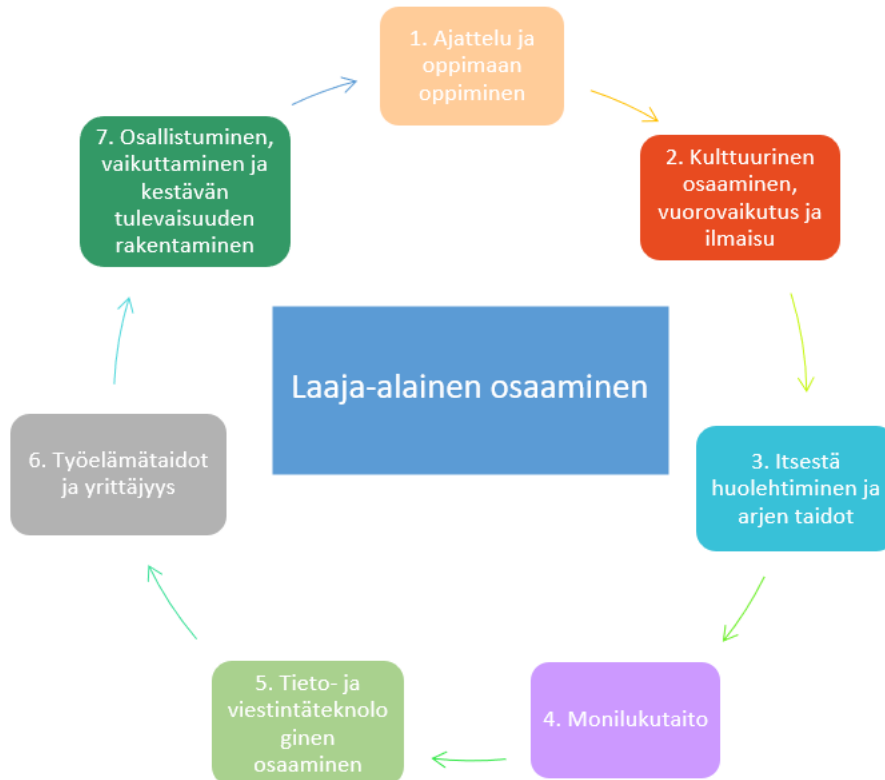 1. Ajattelu ja
oppimaan
oppiminen
2. Kulttuurinen
osaaminen,
vuorovaikutus ja
ilmaisu
3. Itsestä
huolehtiminen ja
arjen taidot
4. Monilukutaito
5. Tieto- ja
viestintäteknolo
ginen
osaaminen
6. Työelämätaidot
ja yrittäjyys
7. Osallistuminen,
vaikuttaminen ja
kestävän
tulevaisuuden
rakentaminen
Laaja-alainen osaaminen